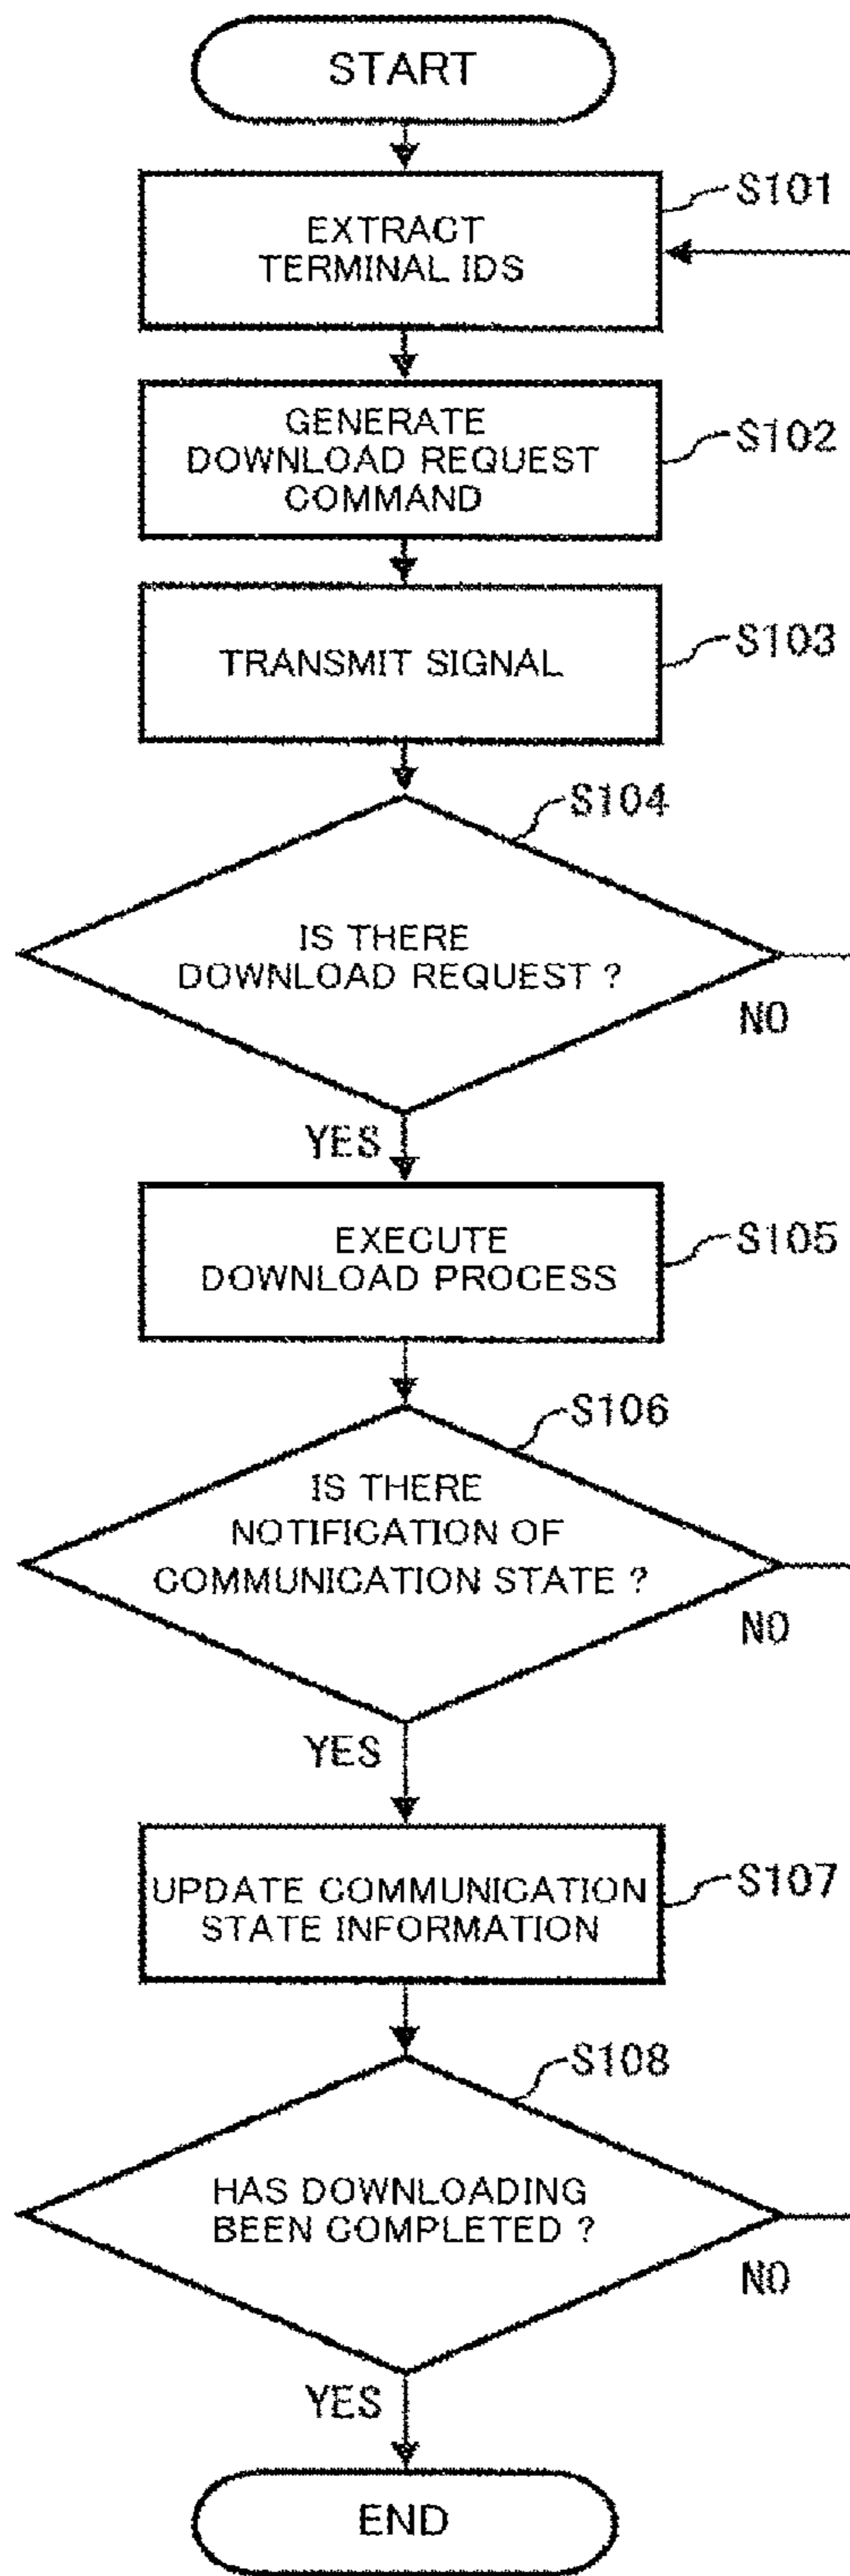 START
S101
EXTRACT
TERMINAL IDS
S102
GENERATE
DOWNLOAD REQUEST
COMMAND
S103
TRANSMIT SIGNAL
S104
IS THERE
DOWNLOAD REQUEST ?
NO
YES
S105
EXECUTE
DOWNLOAD PROCESS
S106
IS THERE
NOTIFICATION OF
COMMUNICATION STATE ?
NO
YES
S107
UPDATE COMMUNICATION
STATE INFORMATION
S108
HAS DOWNLOADING
BEEN COMPLETED ?
NO
YES
END